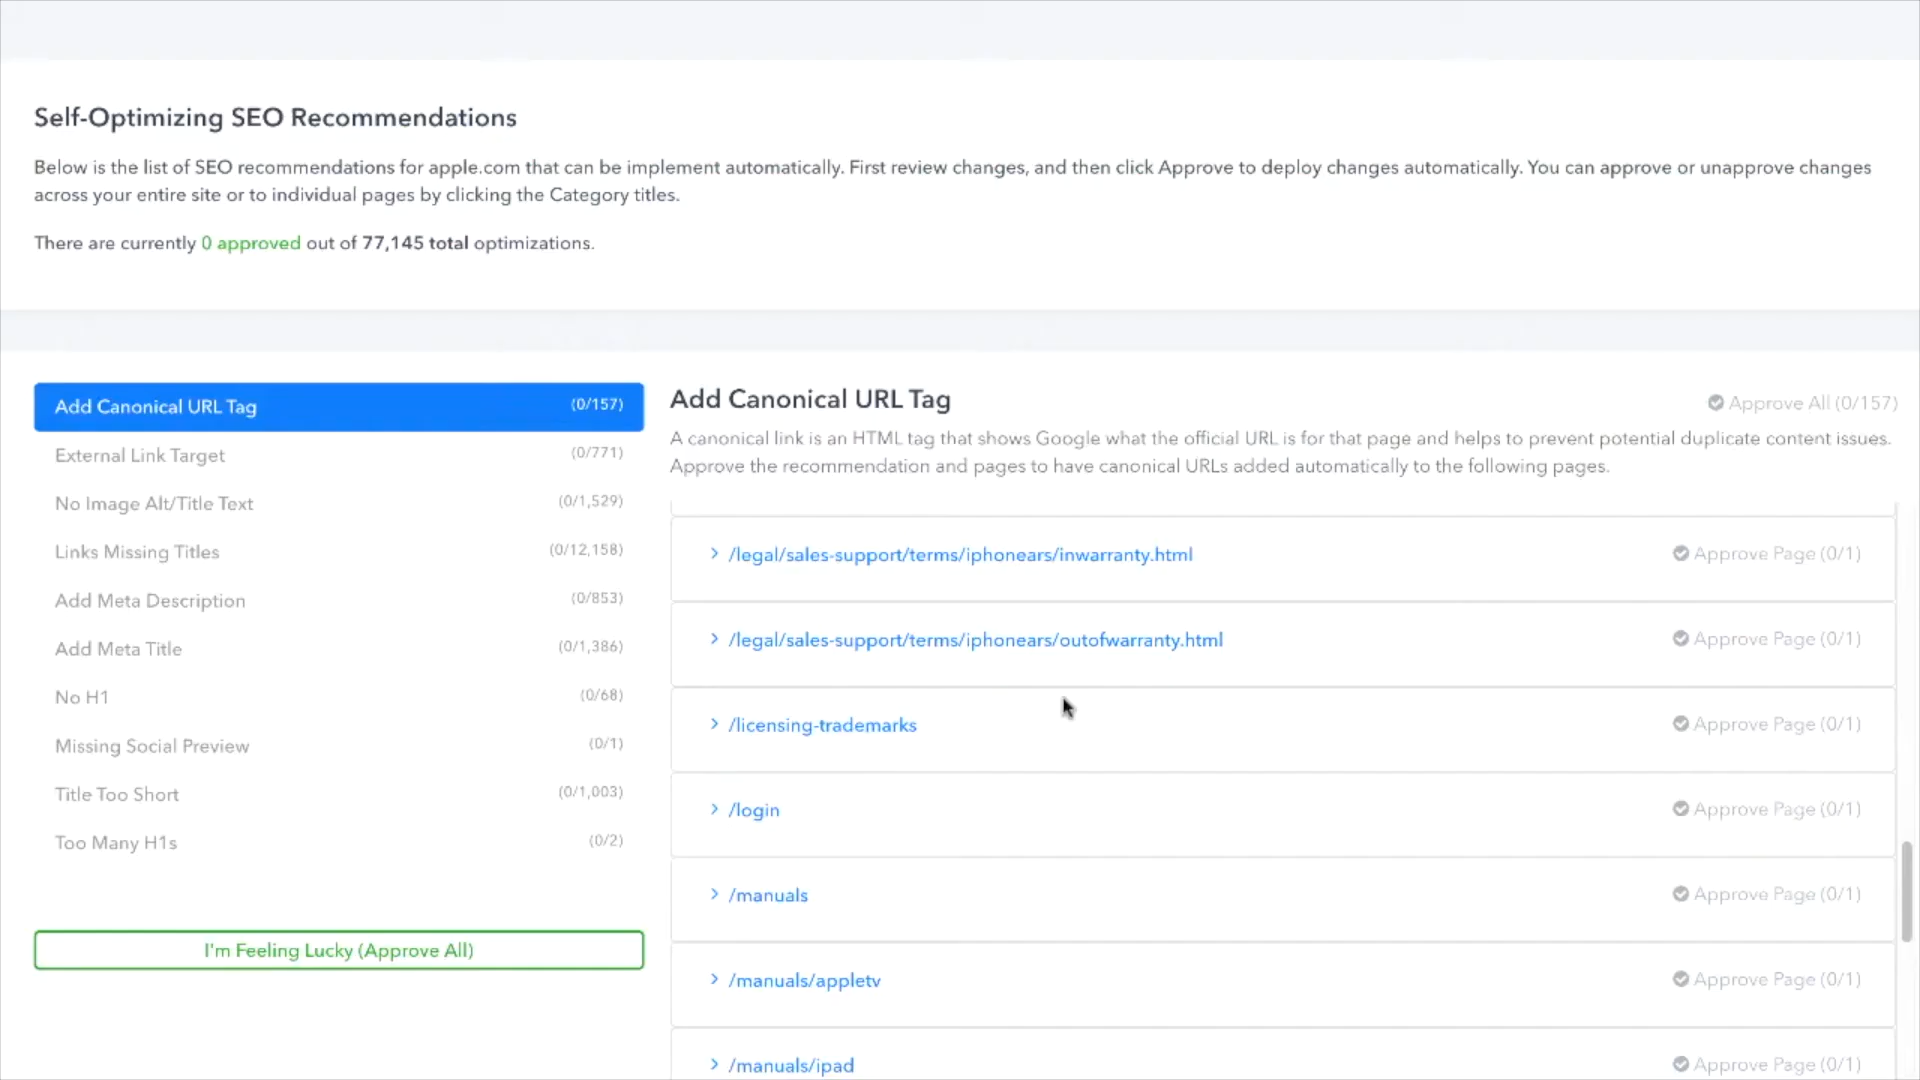 Self-Optimizing SEO Recommendations
Below is the list of SEO recommendations for apple.com that can be implement automatically. First review changes, and then click Approve to deploy changes automatically. You can approve or unapprove changes
across your entire site or to individual pages by clicking the Category titles.
There are currently 0 approved out of 77,145 total optimizations.
Add Canonical URL Tag (0/157)
External Link Target (0/771)
No Image Alt/Title Text (0/1,529)
Links Missing Titles (0/12,158)
Add Meta Description (0/853)
Add Meta Title (0/1,386)
No H1 (0/68)
Missing Social Preview (0/1)
Title Too Short (0/1,003)
Too Many H1s (0/2)
I'm Feeling Lucky (Approve All)
Add Canonical URL Tag
Approve All (0/157)
A canonical link is an HTML tag that shows Google what the official URL is for that page and helps to prevent potential duplicate content issues.
Approve the recommendation and pages to have canonical URLs added automatically to the following pages.
/legal/sales-support/terms/iphonears/inwarranty.html Approve Page (0/1)
/legal/sales-support/terms/iphonears/outofwarranty.html Approve Page (0/1)
/licensing-trademarks Approve Page (0/1)
/login Approve Page (0/1)
/manuals Approve Page (0/1)
/manuals/appletv Approve Page (0/1)
/manuals/ipad Approve Page (0/1)